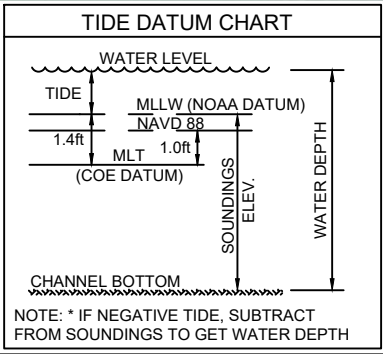 TIDE DATUM CHART
WATER LEVEL
TIDE
MLLW (NOAA DATUM)
NAVD 88
1.4ft
1.0ft
MLT
(COE DATUM)
SOUNDINGS
ELEV.
WATER DEPTH
CHANNEL BOTTOM
NOTE: * IF NEGATIVE TIDE, SUBTRACT
FROM SOUNDINGS TO GET WATER DEPTH